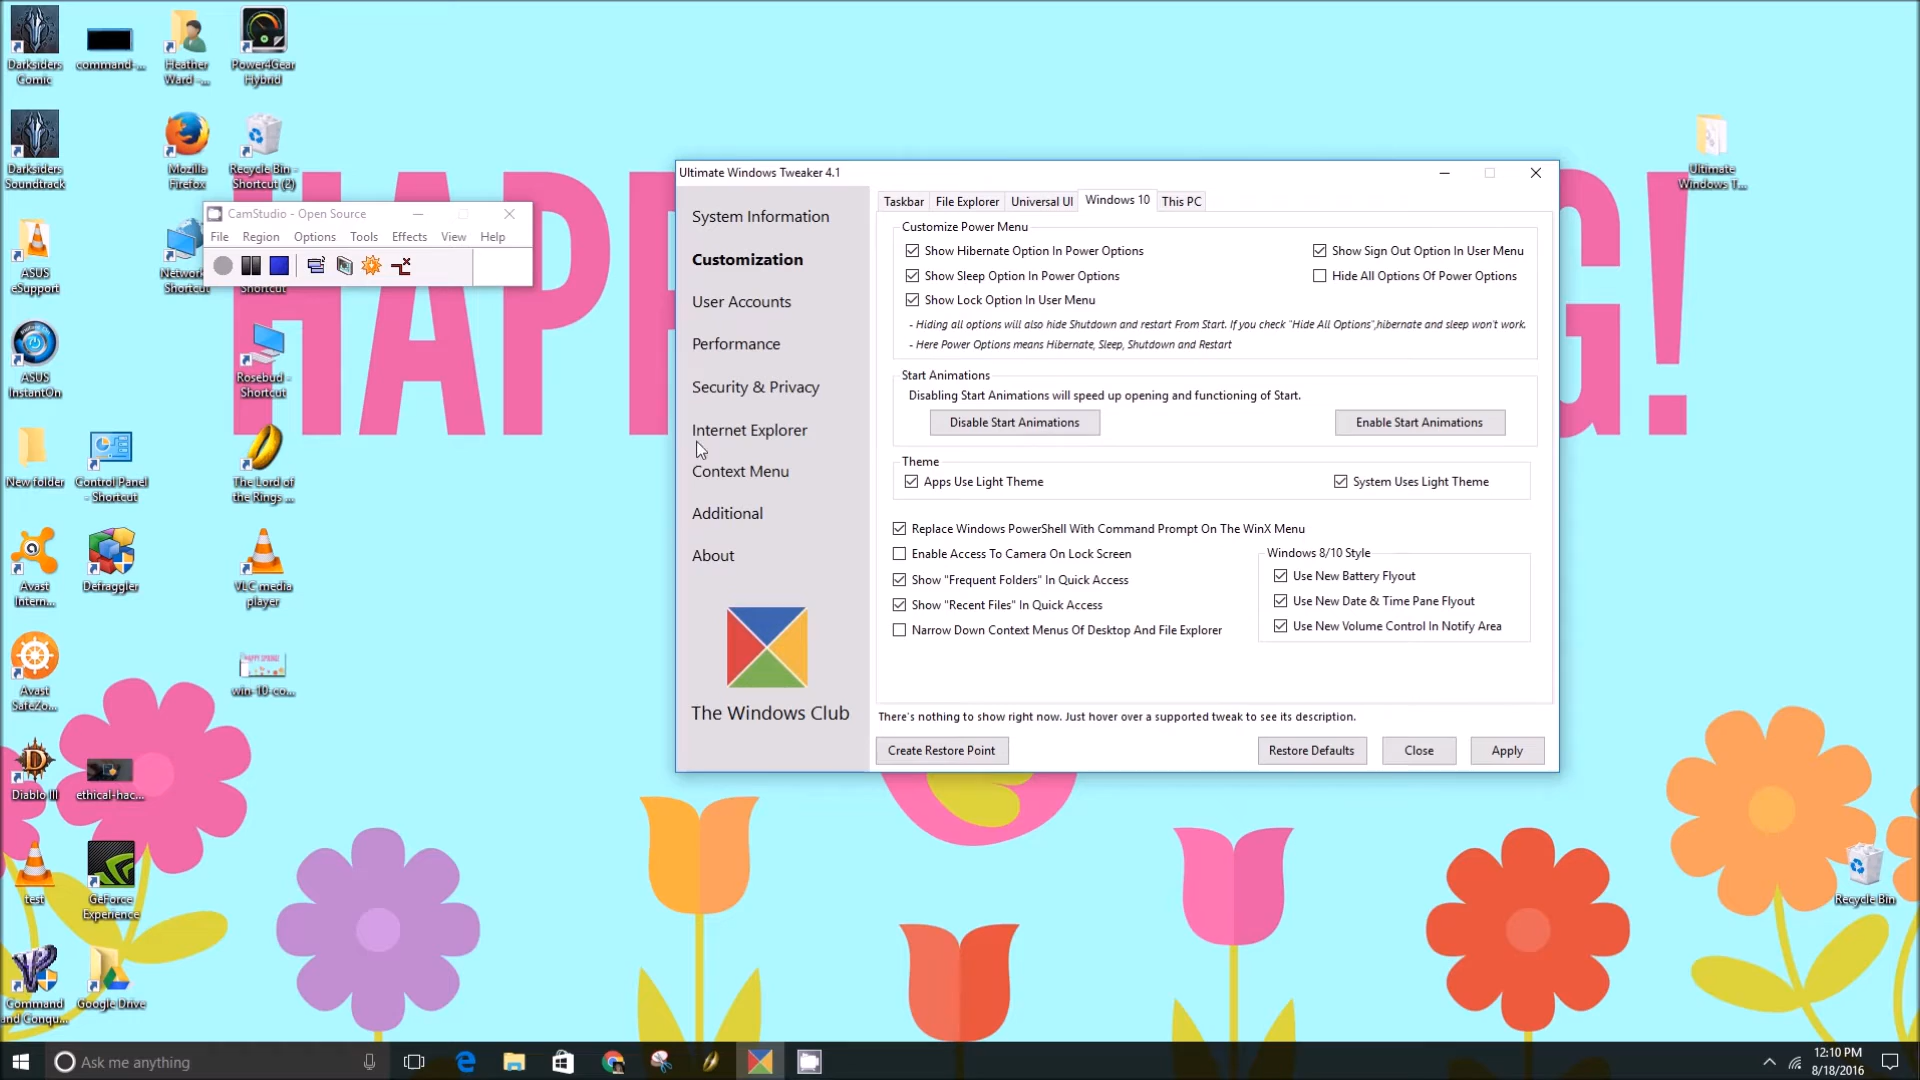 Darksiders
Comic
command-...
Heather
Ward -...
Power4Gear
Hybrid
Darksiders
Soundtrack
Mozilla
Firefox
Recycle Bin -
Shortcut (2)
Ultimate
Windows T...
HAPP
G!
CamStudio - Open Source
File Region Options Tools Effects View Help
ASUS
eSupport
Network
Shortcut
Shortcut
ASUS
InstantOn
Rosebud -
Shortcut
New folder
Control Panel
- Shortcut
The Lord of
the Rings ...
Avast
Intern...
Defraggler
VLC media
player
Avast
SafeZo...
win-10-co...
Diablo III
ethical-hac...
test
GeForce
Experience
Command
and Conqu...
Google Drive
Recycle Bin
Ultimate Windows Tweaker 4.1
System Information
Customization
User Accounts
Performance
Security & Privacy
Internet Explorer
Context Menu
Additional
About
The Windows Club
Taskbar File Explorer Universal UI Windows 10 This PC
Customize Power Menu
Show Hibernate Option In Power Options
Show Sign Out Option In User Menu
Show Sleep Option In Power Options
Hide All Options Of Power Options
Show Lock Option In User Menu
- Hiding all options will also hide Shutdown and restart From Start. If you check "Hide All Options",hibernate and sleep won't work.
- Here Power Options means Hibernate, Sleep, Shutdown and Restart
Start Animations
Disabling Start Animations will speed up opening and functioning of Start.
Disable Start Animations
Enable Start Animations
Theme
Apps Use Light Theme
System Uses Light Theme
Replace Windows PowerShell With Command Prompt On The WinX Menu
Enable Access To Camera On Lock Screen
Show "Frequent Folders" In Quick Access
Show "Recent Files" In Quick Access
Narrow Down Context Menus Of Desktop And File Explorer
Windows 8/10 Style
Use New Battery Flyout
Use New Date & Time Pane Flyout
Use New Volume Control In Notify Area
There's nothing to show right now. Just hover over a supported tweak to see its description.
Create Restore Point
Restore Defaults
Close
Apply
Ask me anything
12:10 PM
8/18/2016